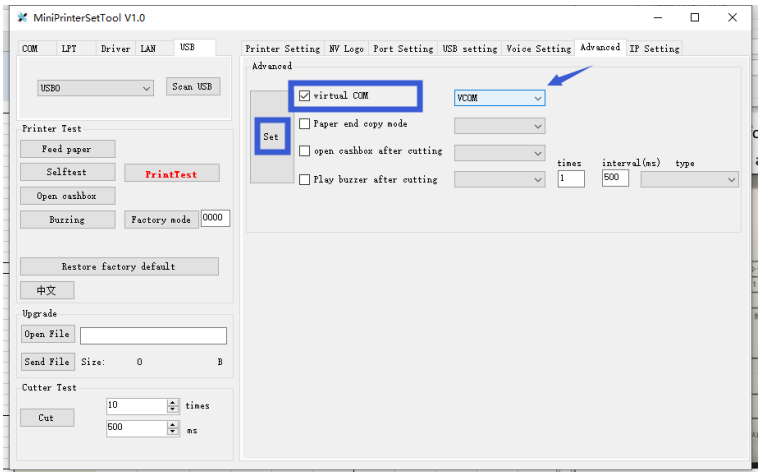 MiniPrinterSetTool V1.0
COM LPT Driver LAN USB
USB0 Scan USB
Printer Test
Feed paper
Selftest PrintTest
Open cashbox
Buzzing Factory mode 0000
Restore factory default
中文
Upgrade
Open File
Send File Size: 0 B
Cutter Test
Cut 10 times
500 ms
Printer Setting NV Logo Port Setting USB setting Voice Setting Advanced IP Setting
Advanced
Set
virtual COM VCOM
Paper end copy mode
open cashbox after cutting
times interval(ms) type
Play buzzer after cutting 1 500